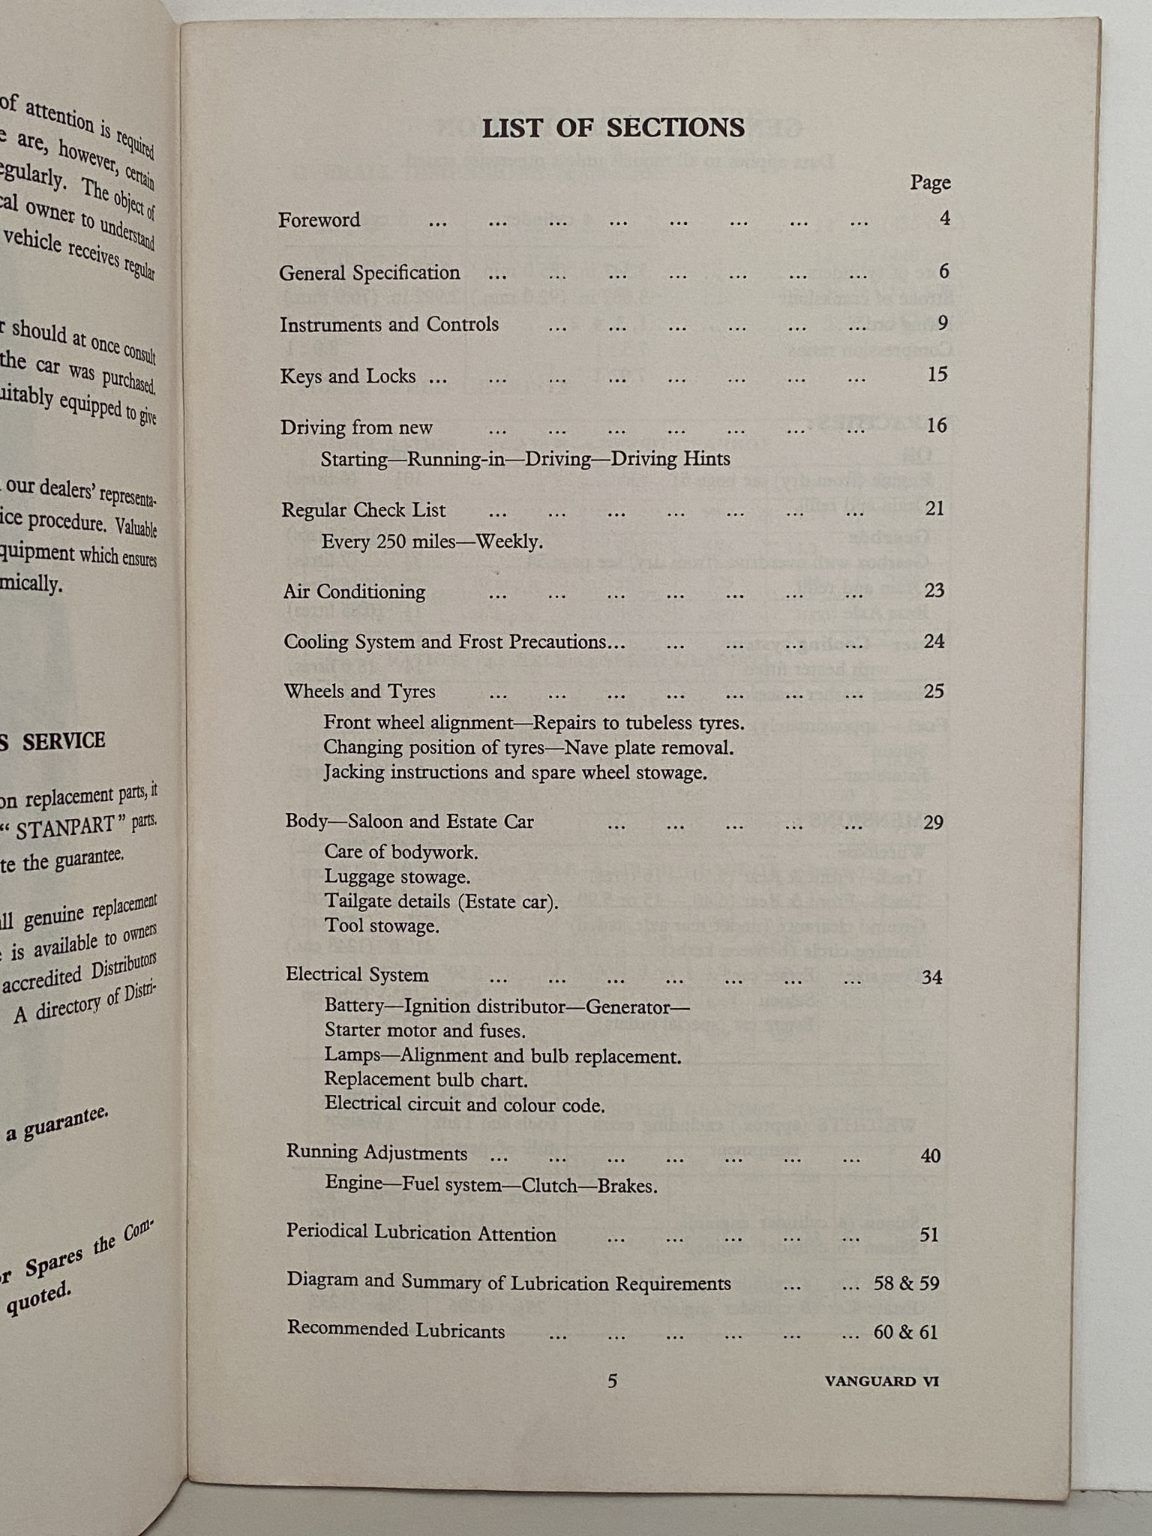 of attention is required
are, however, certain
regularly. The object of
owner to understand
vehicle receives regular
should at once consult
the car was purchased.
equipped to give
our dealers' representa-
procedure. Valuable
equipment which ensures
SERVICE
on replacement parts, it
“ STANPART ” parts.
the guarantee.
all genuine replacement
is available to owners
accredited Distributors
A directory of Distri-
a guarantee.
Spares the Com-
quoted.
LIST OF SECTIONS
Page
Foreword ... ... ... ... ... ... ... ... 4
General Specification ... ... ... ... ... ... ... 6
Instruments and Controls ... ... ... ... ... ... 9
Keys and Locks ... ... ... ... ... ... ... ... 15
Driving from new ... ... ... ... ... ... ... 16
Starting—Running-in—Driving—Driving Hints
Regular Check List ... ... ... ... ... ... ... 21
Every 250 miles—Weekly.
Air Conditioning ... ... ... ... ... ... ... 23
Cooling System and Frost Precautions... ... ... ... ... 24
Wheels and Tyres ... ... ... ... ... ... ... 25
Front wheel alignment—Repairs to tubeless tyres.
Changing position of tyres—Nave plate removal.
Jacking instructions and spare wheel stowage.
Body—Saloon and Estate Car ... ... ... ... ... 29
Care of bodywork.
Luggage stowage.
Tailgate details (Estate car).
Tool stowage.
Electrical System ... ... ... ... ... ... ... 34
Battery—Ignition distributor—Generator—
Starter motor and fuses.
Lamps—Alignment and bulb replacement.
Replacement bulb chart.
Electrical circuit and colour code.
Running Adjustments ... ... ... ... ... ... ... 40
Engine—Fuel system—Clutch—Brakes.
Periodical Lubrication Attention ... ... ... ... ... 51
Diagram and Summary of Lubrication Requirements ... ... 58 & 59
Recommended Lubricants ... ... ... ... ... ... 60 & 61
5 VANGUARD VI